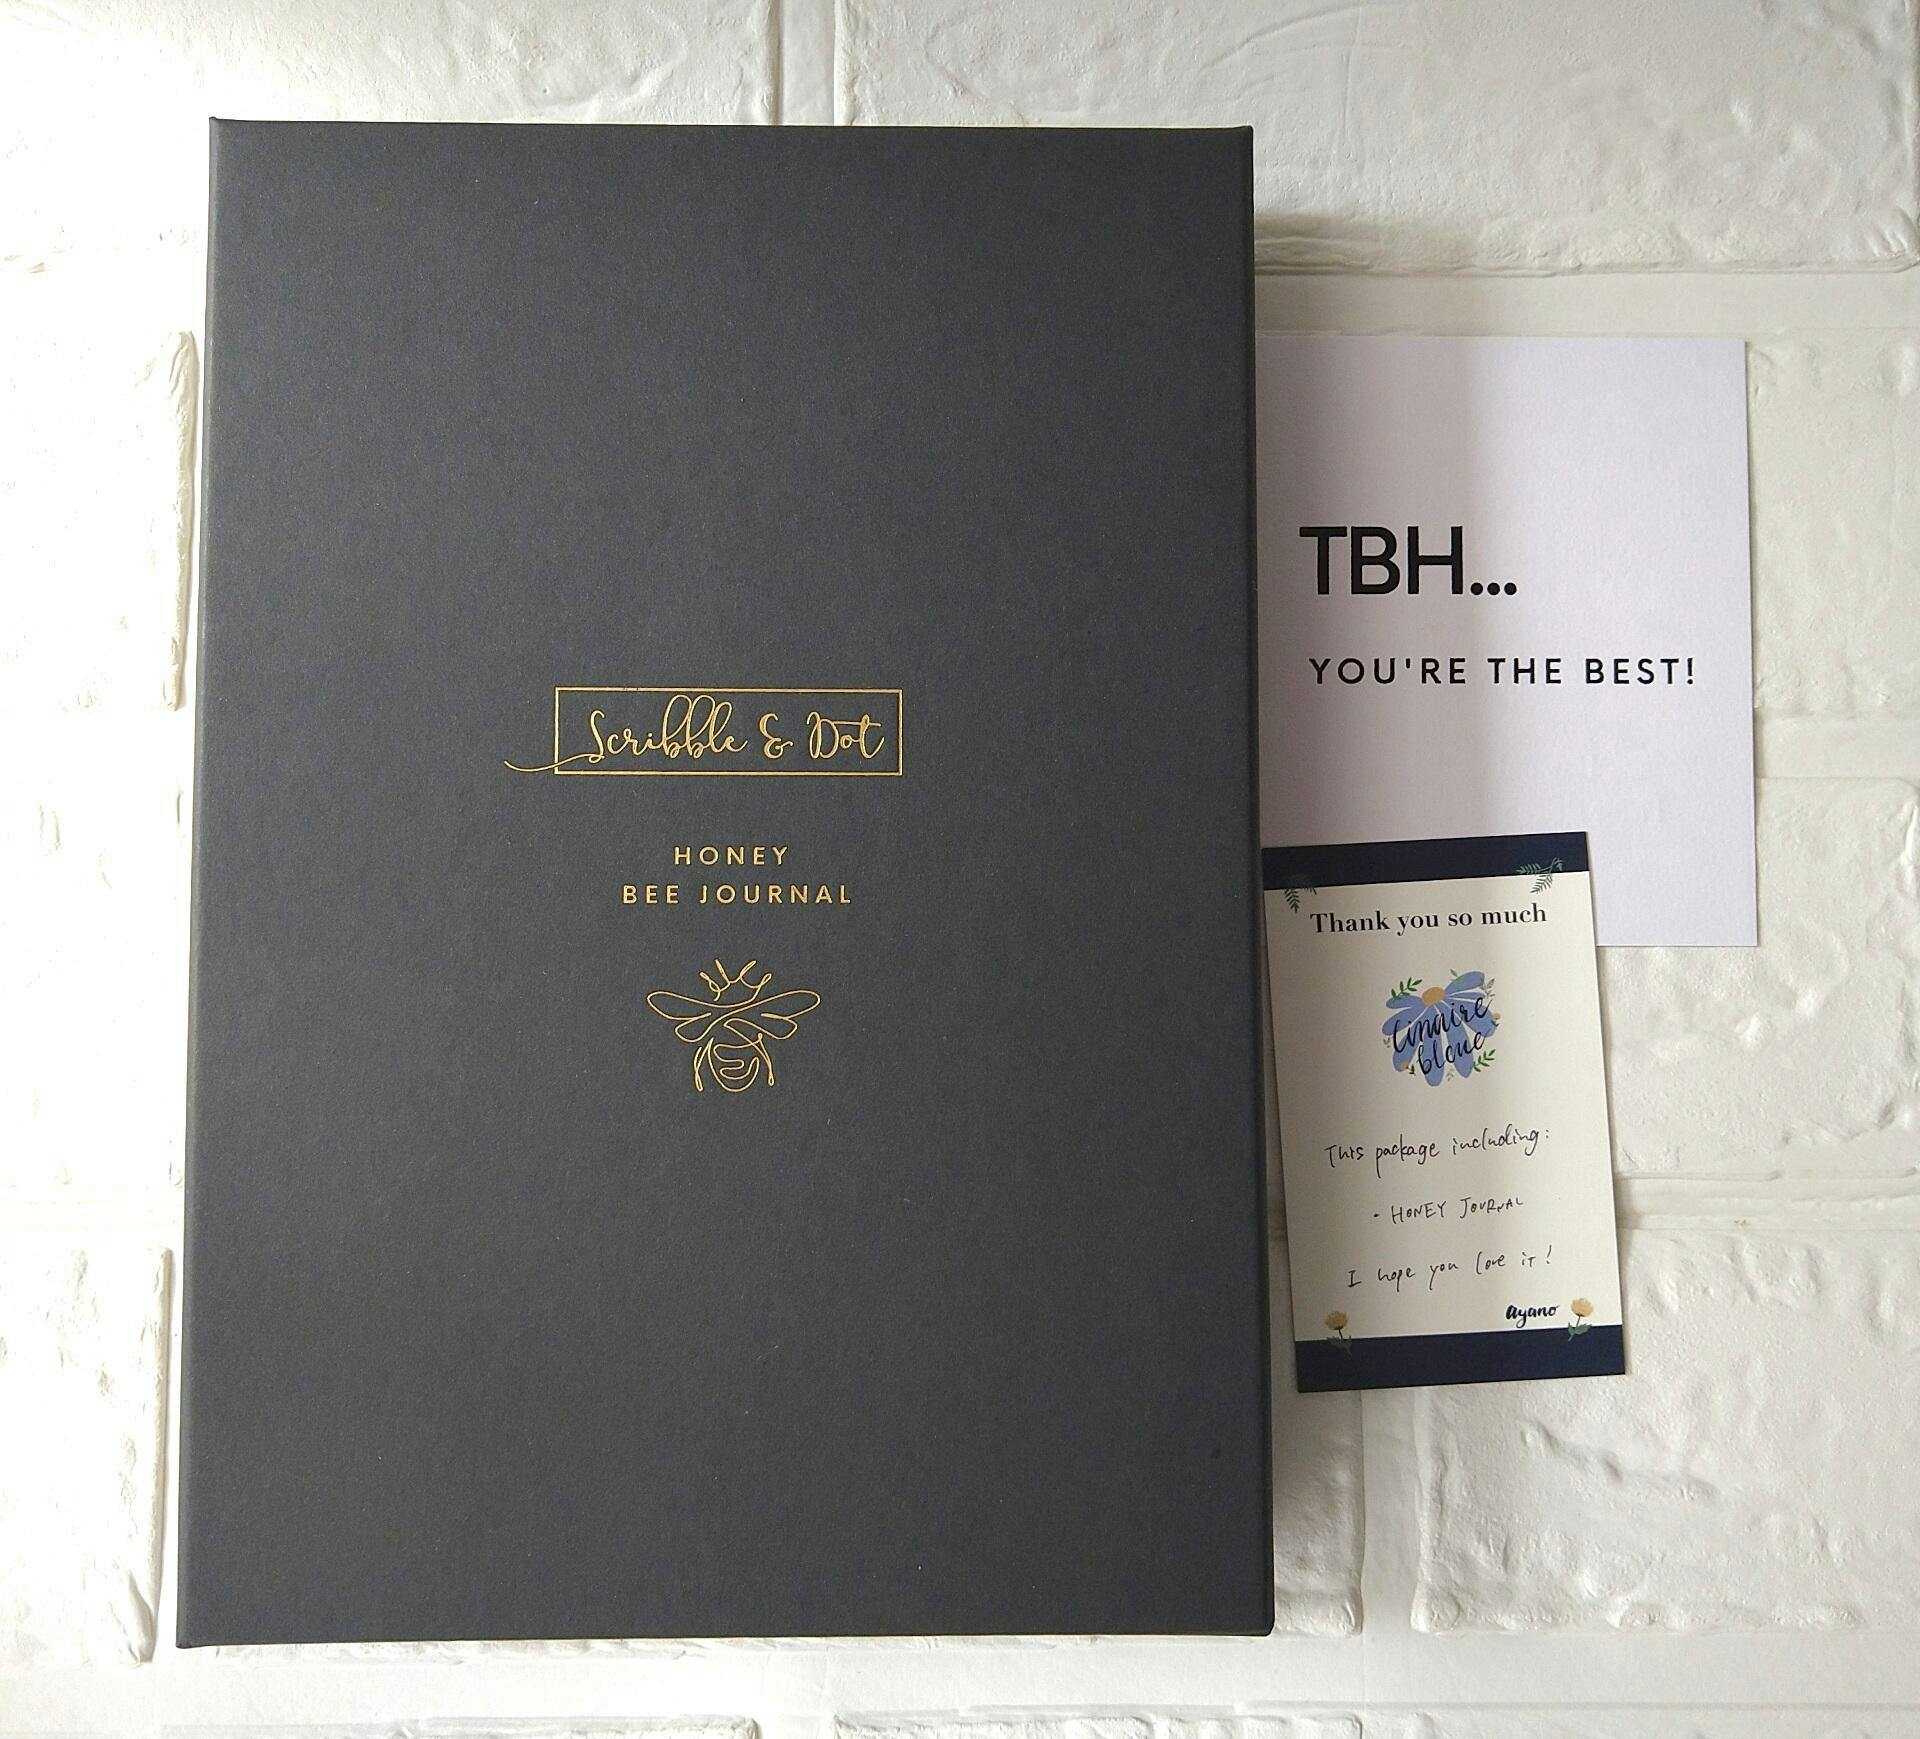 Scribble & Dot
HONEY
BEE JOURNAL
TBH...
YOU'RE THE BEST!
Thank you so much
Linaire
bleue
This package including:
- HONEY JOURNAL
I hope you love it!
ayano